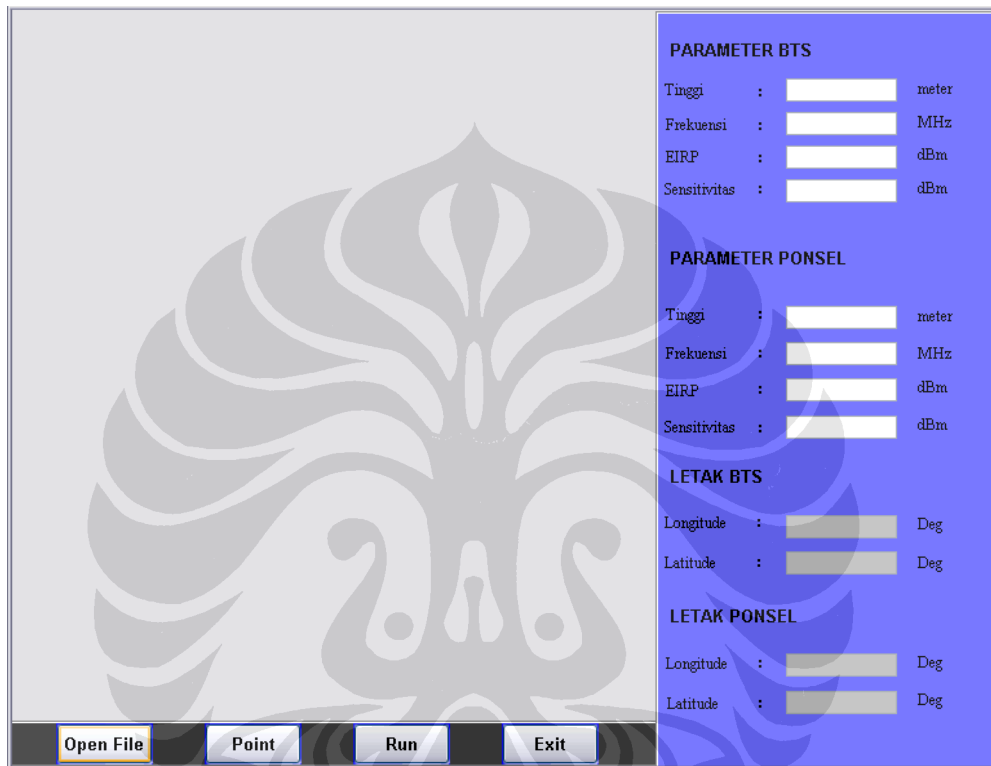 PARAMETER BTS
Tinggi : meter
Frekuensi : MHz
EIRP : dBm
Sensitivitas : dBm
PARAMETER PONSEL
Tinggi : meter
Frekuensi : MHz
EIRP : dBm
Sensitivitas : dBm
LETAK BTS
Longitude : Deg
Latitude : Deg
LETAK PONSEL
Longitude : Deg
Latitude : Deg
Open File Point Run Exit